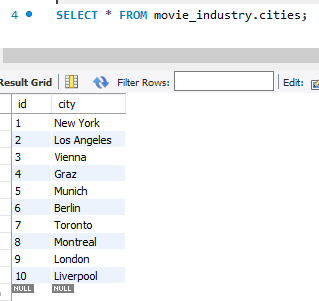 4 SELECT * FROM movie_industry.cities;
Result Grid Filter Rows: Edit:
id city
1 New York
2 Los Angeles
3 Vienna
4 Graz
5 Munich
6 Berlin
7 Toronto
8 Montreal
9 London
10 Liverpool
NULL NULL